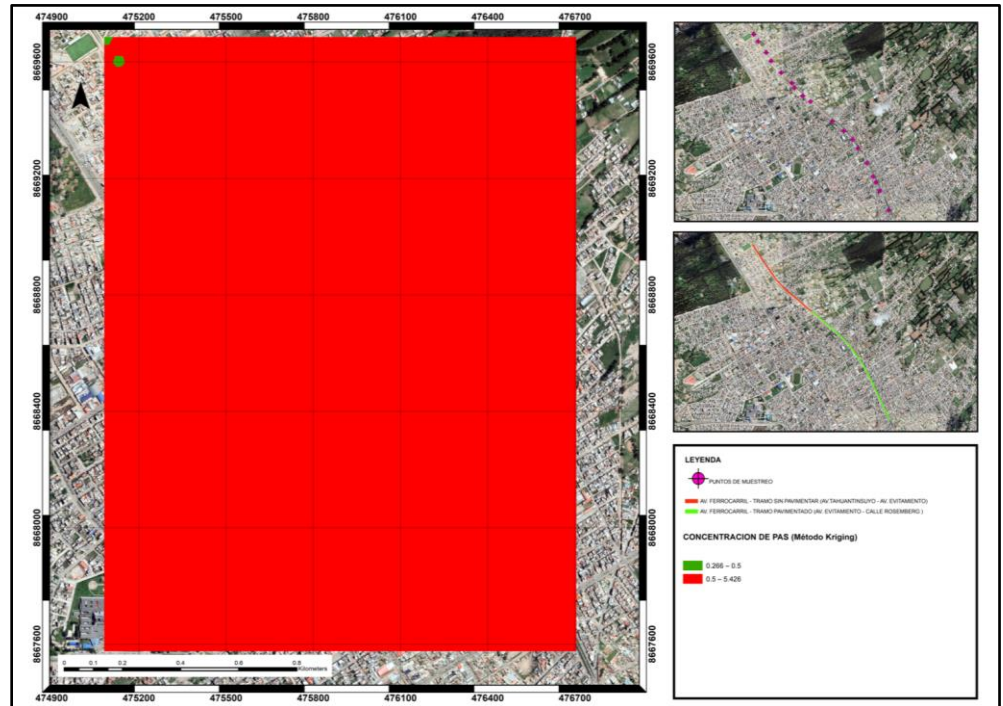 474900 475200 475500 475800 476100 476400 476700
8669600
8669200
8668800
8668400
8668000
8667600
8669600
8669200
8668800
8668400
8668000
8667600
0 0.1 0.2 0.4 0.6 0.8
Kilometers
474900 475200 475500 475800 476100 476400 476700
LEYENDA
PUNTOS DE MUESTREO
AV. FERROCARRIL - TRAMO SIN PAVIMENTAR (AV.TAHUANTINSUYO - AV. EVITAMIENTO)
AV. FERROCARRIL - TRAMO PAVIMENTADO (AV. EVITAMIENTO - CALLE ROSEMBERG )
CONCENTRACION DE PAS (Método Kriging)
0.266 – 0.5
0.5 – 5.426